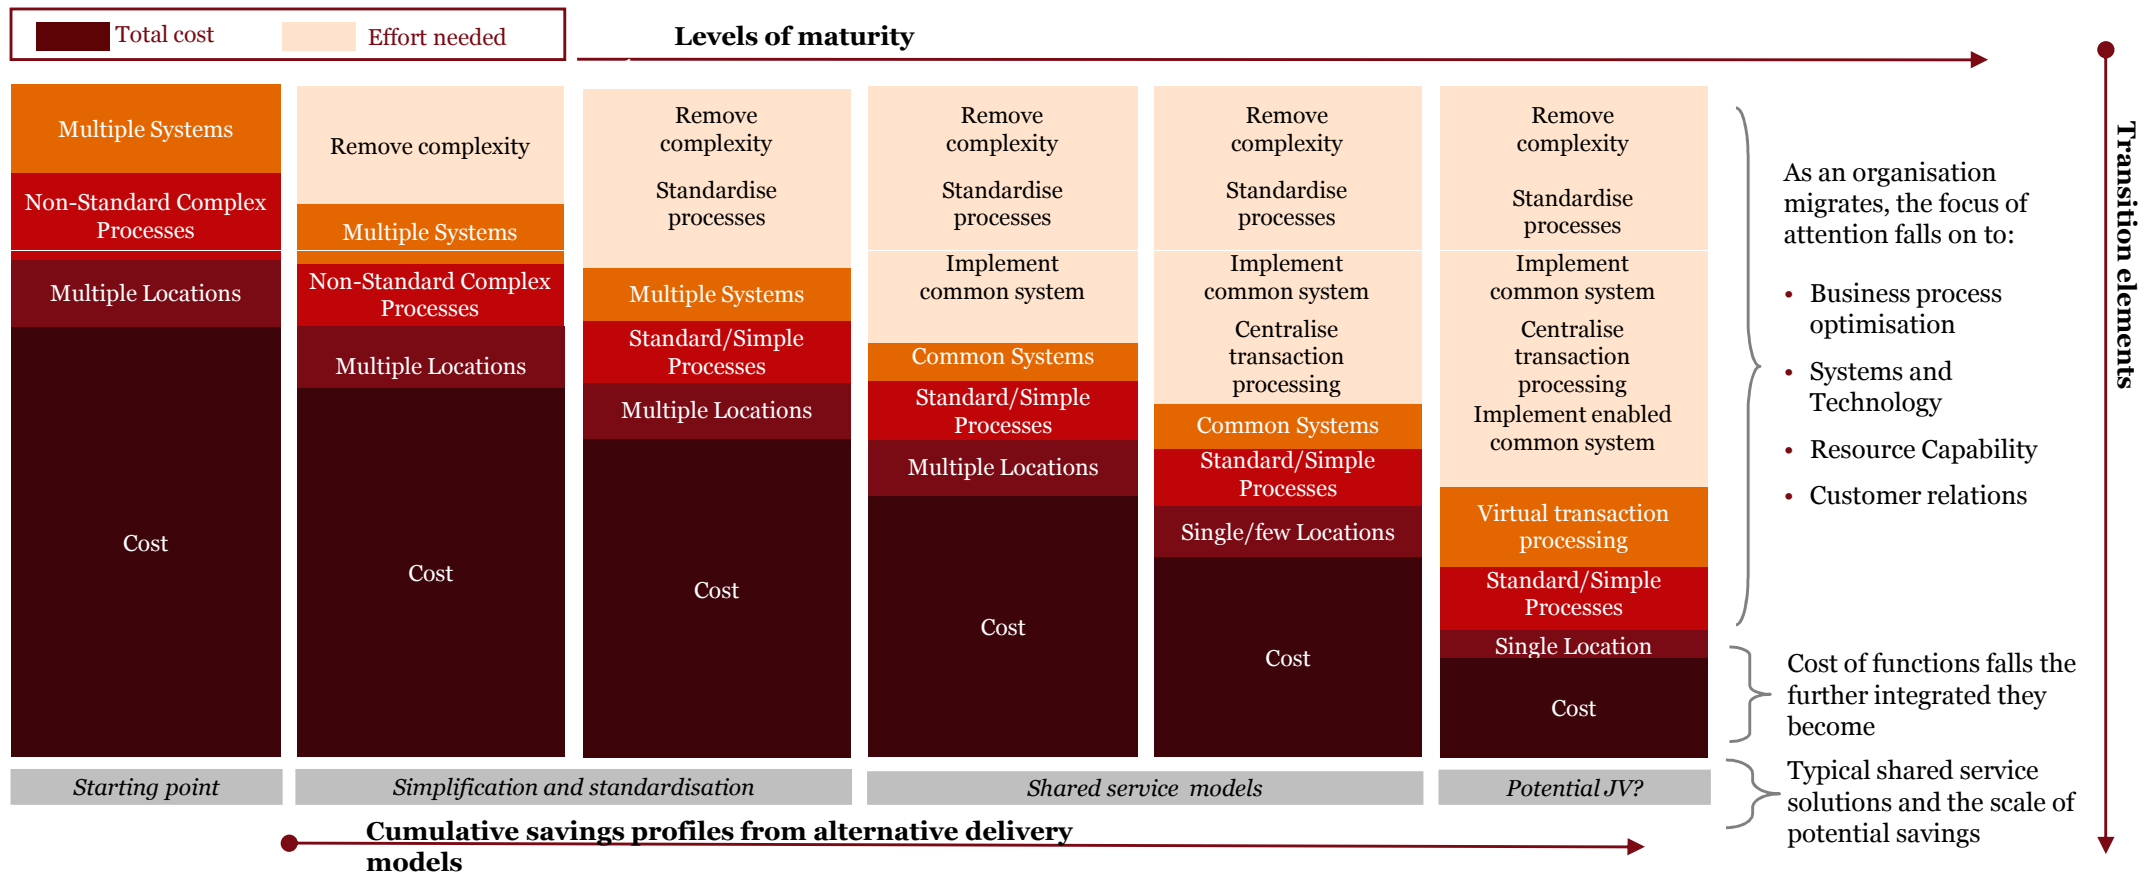 Total cost
Effort needed
Levels of maturity
Multiple Systems
Non-Standard Complex
Processes
Multiple Locations
Cost
Starting point
Remove complexity
Multiple Systems
Non-Standard Complex
Processes
Multiple Locations
Cost
Remove
complexity
Standardise
processes
Multiple Systems
Standard/Simple
Processes
Multiple Locations
Cost
Simplification and standardisation
Remove
complexity
Standardise
processes
Implement
common system
Common Systems
Standard/Simple
Processes
Multiple Locations
Cost
Remove
complexity
Standardise
processes
Implement
common system
Centralise
transaction
processing
Common Systems
Standard/Simple
Processes
Single/few Locations
Cost
Shared service models
Remove
complexity
Standardise
processes
Implement
common system
Centralise
transaction
processing
Implement enabled
common system
Virtual transaction
processing
Standard/Simple
Processes
Single Location
Cost
Potential JV?
As an organisation
migrates, the focus of
attention falls on to:
• Business process
optimisation
• Systems and
Technology
• Resource Capability
• Customer relations
Cost of functions falls the
further integrated they
become
Typical shared service
solutions and the scale of
potential savings
Transition elements
Cumulative savings profiles from alternative delivery
models